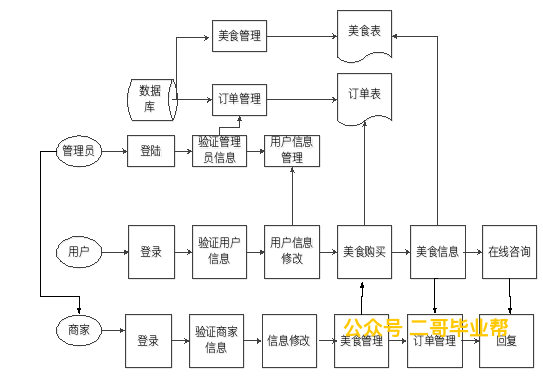 美食管理
美食表
数据
库
订单管理
订单表
管理员
登陆
验证管理
员信息
用户信息
管理
用户
登录
验证用户
信息
用户信息
修改
美食购买
美食信息
在线咨询
商家
登录
验证商家
信息
信息修改
美食管理
订单管理
回复
公众号 二哥毕业帮